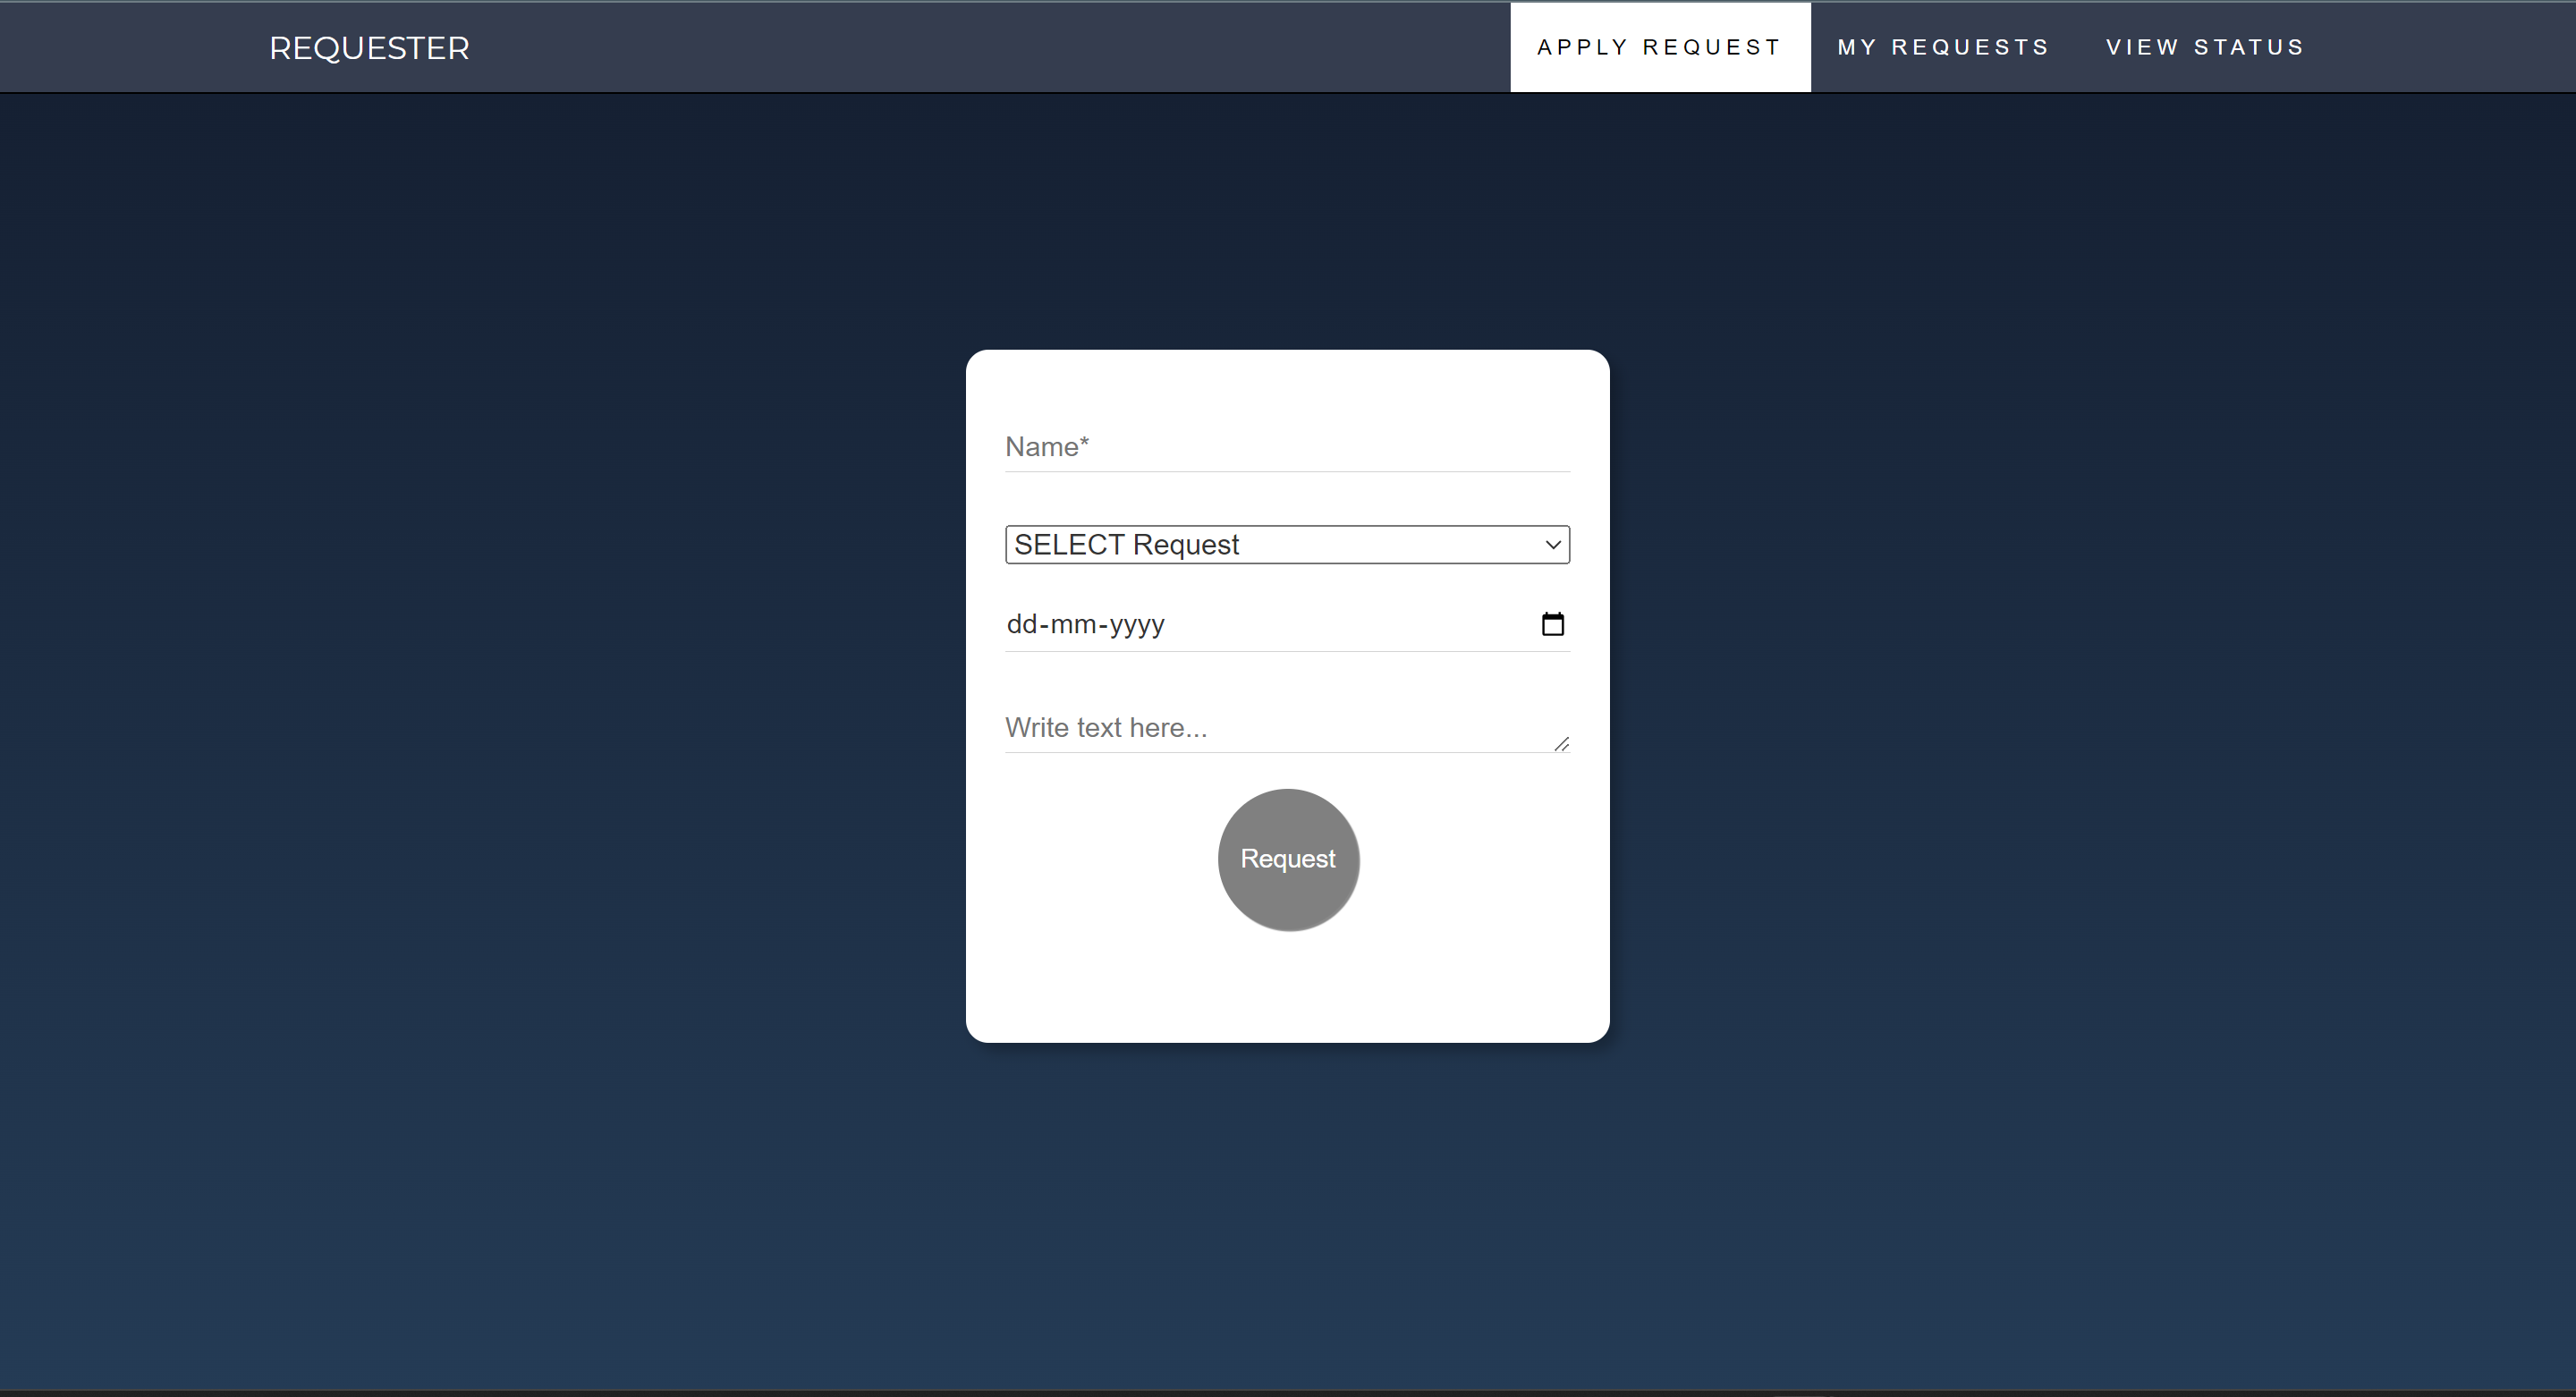 REQUESTER
APPLY REQUEST
MY REQUESTS
VIEW STATUS
Name*
SELECT Request
dd-mm-yyyy
Write text here...
Request